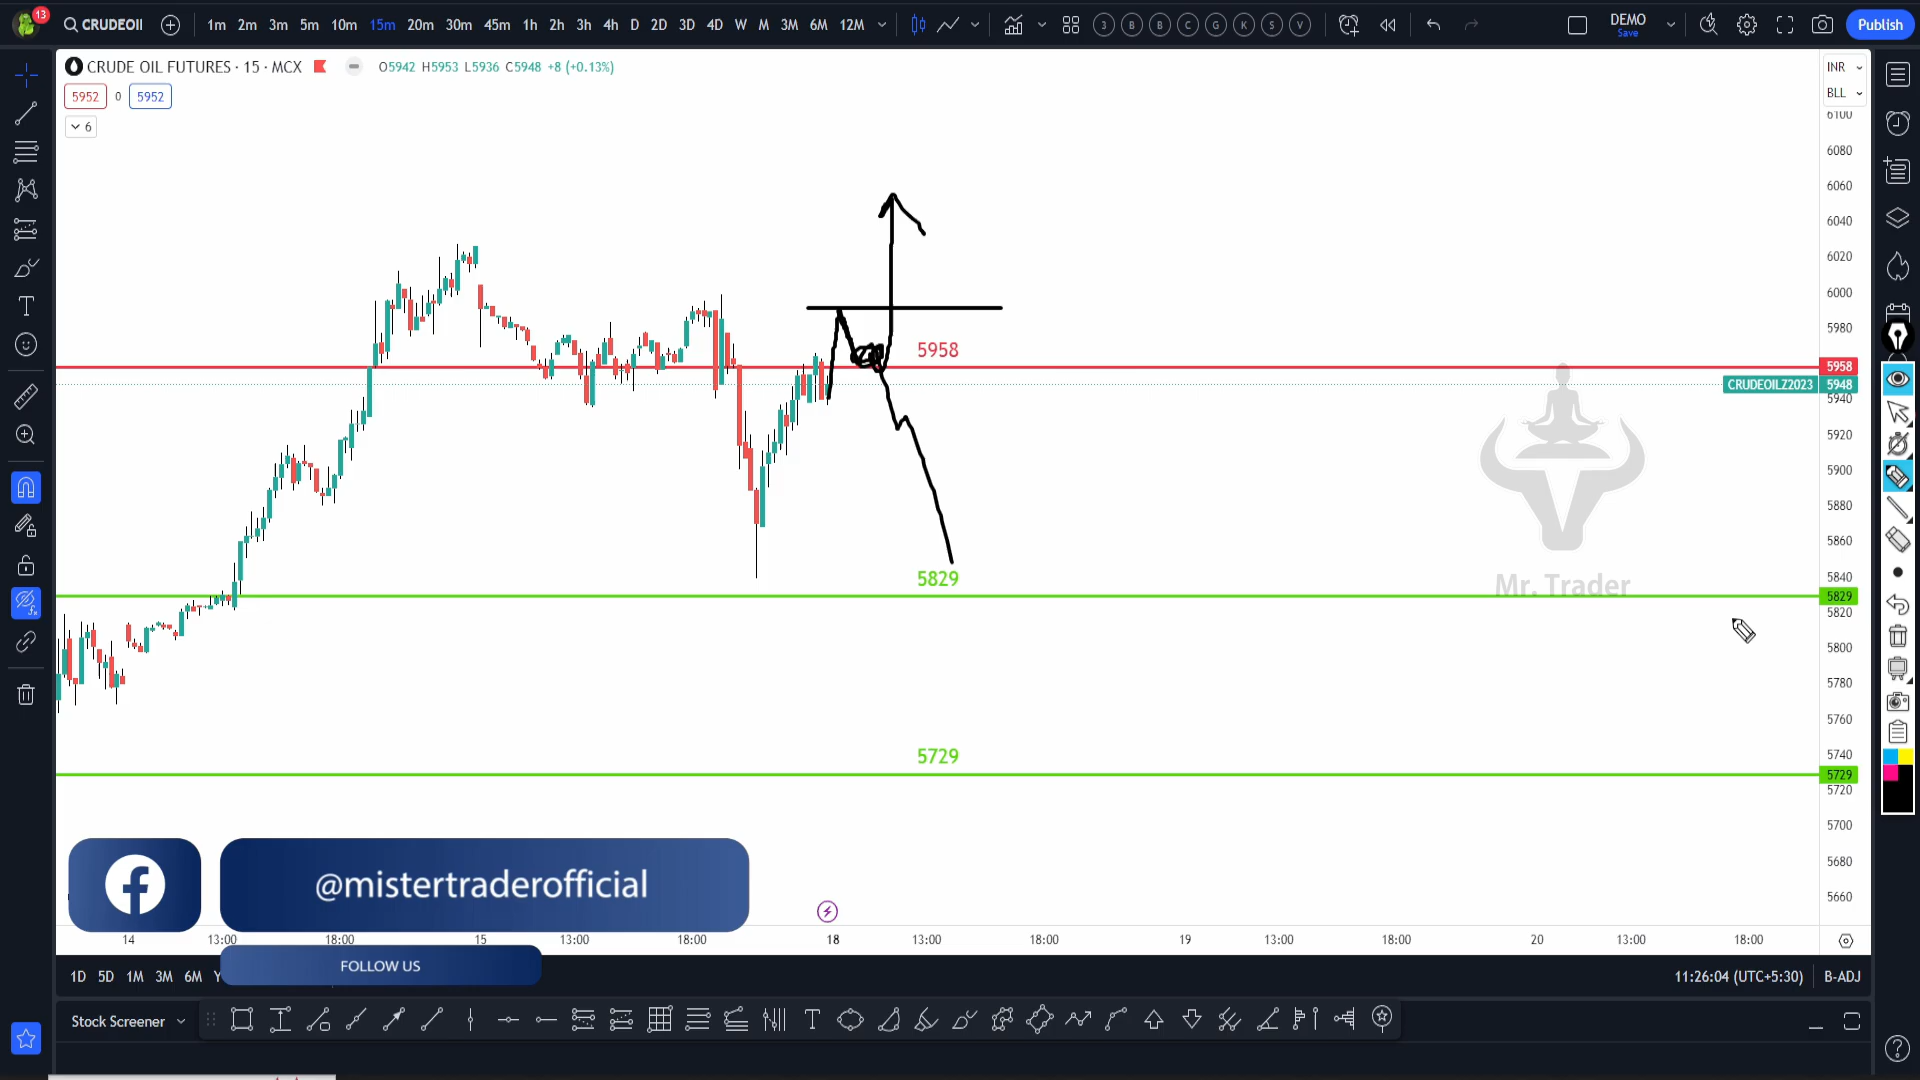 13
CRUDEOIl
1m 2m 3m 5m 10m 15m 20m 30m 45m 1h 2h 3h 4h D 2D 3D 4D W M 3M 6M 12M
3 B B C G K S V
DEMO
Save
Publish
CRUDE OIL FUTURES · 15 · MCX
O5942 H5953 L5936 C5948 +8 (+0.13%)
INR
BLL
5952 0 5952
6
6100
6080
6060
6040
6020
6000
5980
5958
5958
CRUDEOILZ2023 5948
5940
5920
5900
5880
5860
5840
5829
5829
5820
Mr. Trader
5800
5780
5760
5740
5729
5729
5720
5700
5680
5660
@mistertraderofficial
14 13:00 18:00 15 13:00 18:00 18 13:00 18:00 19 13:00 18:00 20 13:00 18:00
FOLLOW US
1D 5D 1M 3M 6M Y
11:26:04 (UTC+5:30) B-ADJ
Stock Screener